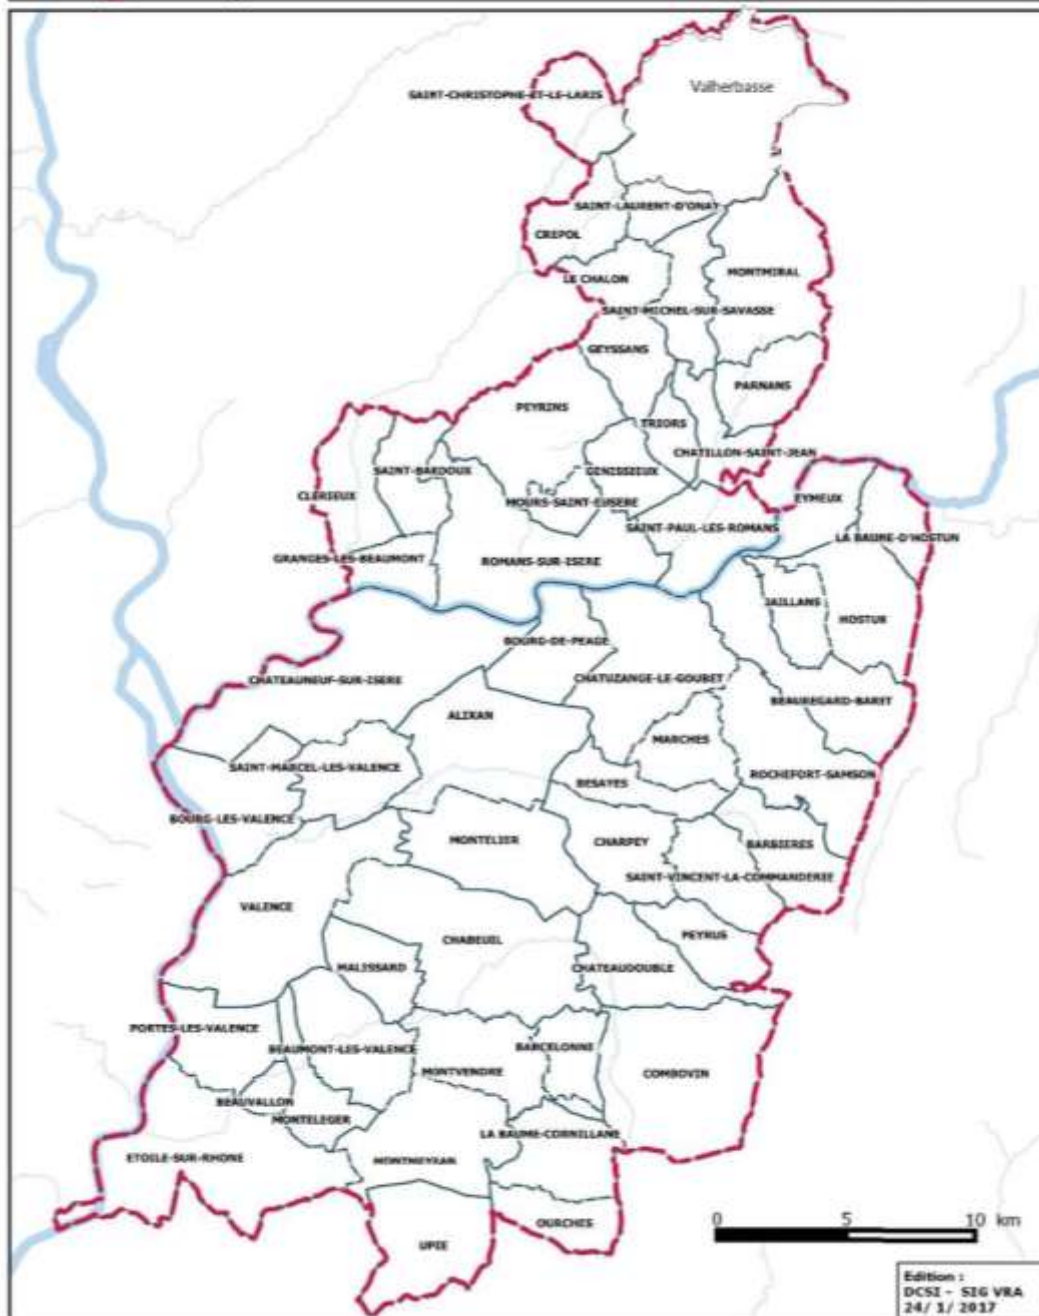 Valherbasse
SAINT-CHRISTOPHE-ET-LE-LARIS
SAINT-LAURENT-D'ONAY
CREPOL
LE CHALON
MONTMIRAL
SAINT-MICHEL-SUR-SAVASSE
GEYSSANS
PARNANS
PEYRINS
TRIORS
CHATILLON-SAINT-JEAN
SAINT-BARDOUX
GENISSIEUX
CLERIEUX
EYMEUX
MOURS-SAINT-EUSEBE
SAINT-PAUL-LES-ROMANS
LA BAUME-D'HOSTUN
GRANGES-LES-BEAUMONT
ROMANS-SUR-ISERE
JAILLANS
HOSTUN
BOURG-DE-PEAGE
CHATEAUNEUF-SUR-ISERE
CHATUZANGE-LE-GOUBET
BEAUREGARD-BARET
ALIXAN
MARCHES
SAINT-MARCEL-LES-VALENCE
ROCHEFORT-SAMSON
BESAYES
BOURG-LES-VALENCE
MONTELIER
CHARPEY
BARBIERES
SAINT-VINCENT-LA-COMMANDERIE
VALENCE
PEYRUS
CHABEUIL
MALISSARD
CHATEAUDOUBLE
PORTES-LES-VALENCE
BEAUMONT-LES-VALENCE
BARCELONNE
MONTVENDRE
COMBOVIN
BEAUVALLON
MONTELEGER
LA BAUME-CORNILLANE
ETOILE-SUR-RHONE
MONTMEYRAN
OURCHES
UPIE
0 5 10 km
Edition :
DCSI - SIG VRA
24/ 1/ 2017